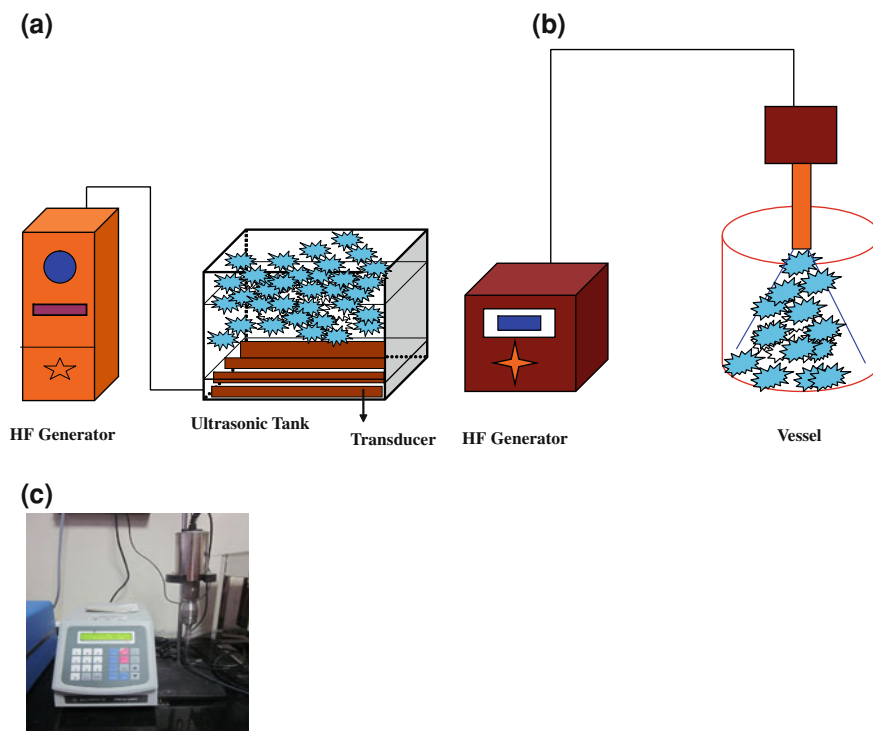 (a)
(b)
HF Generator
Ultrasonic Tank
Transducer
HF Generator
Vessel
(c)